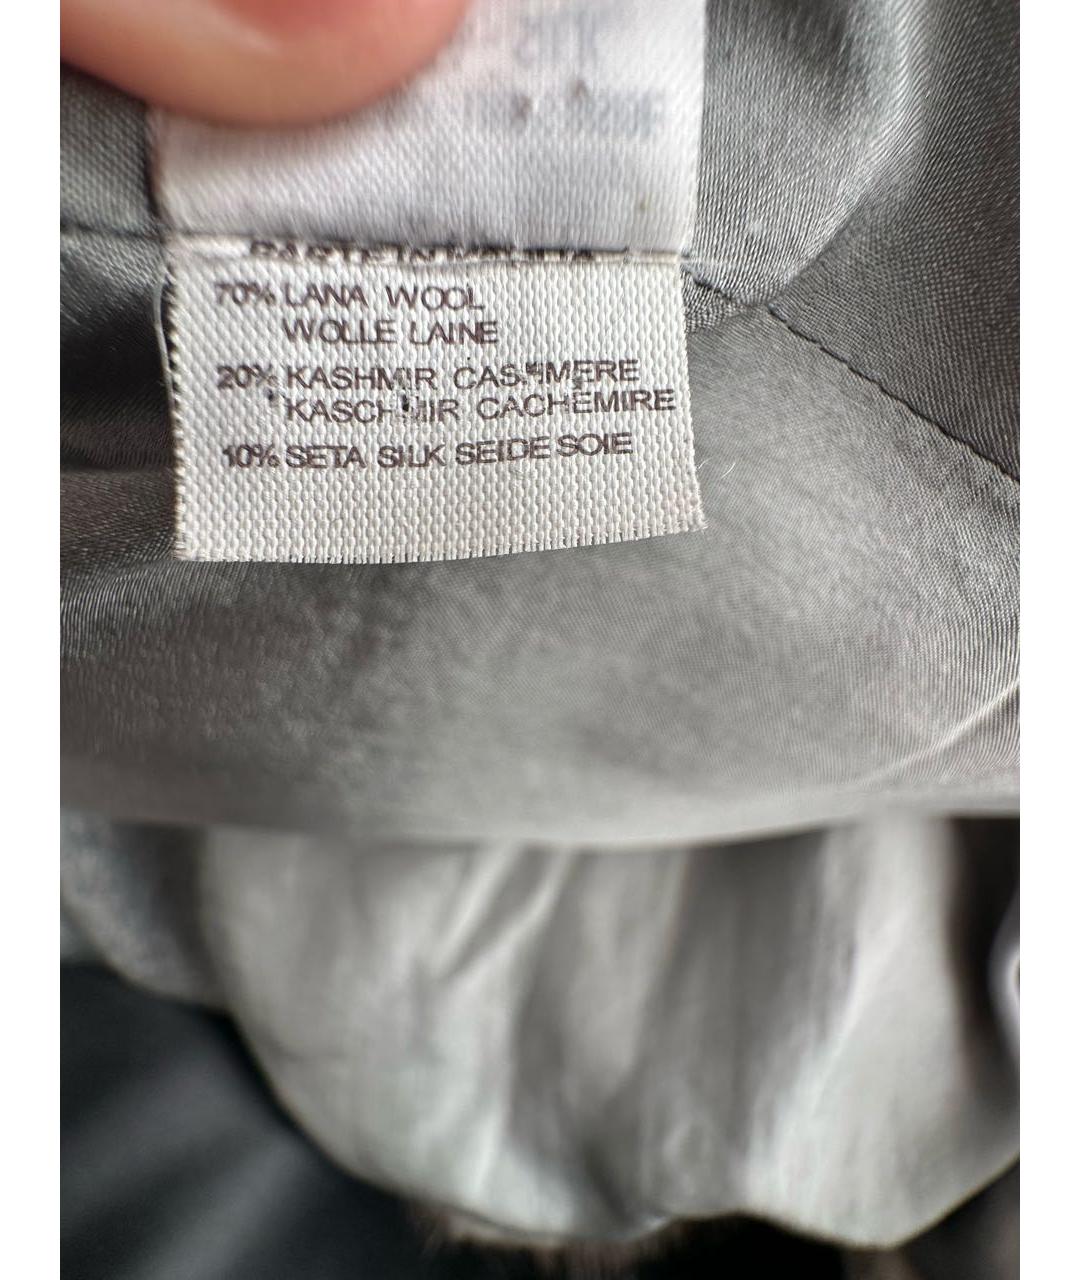 70% LANA WOOL
WOLLE LAINE
20% KASHMIR CASHMERE
KASCHMIR CACHEMIRE
10% SETA SILK SEIDE SOIE